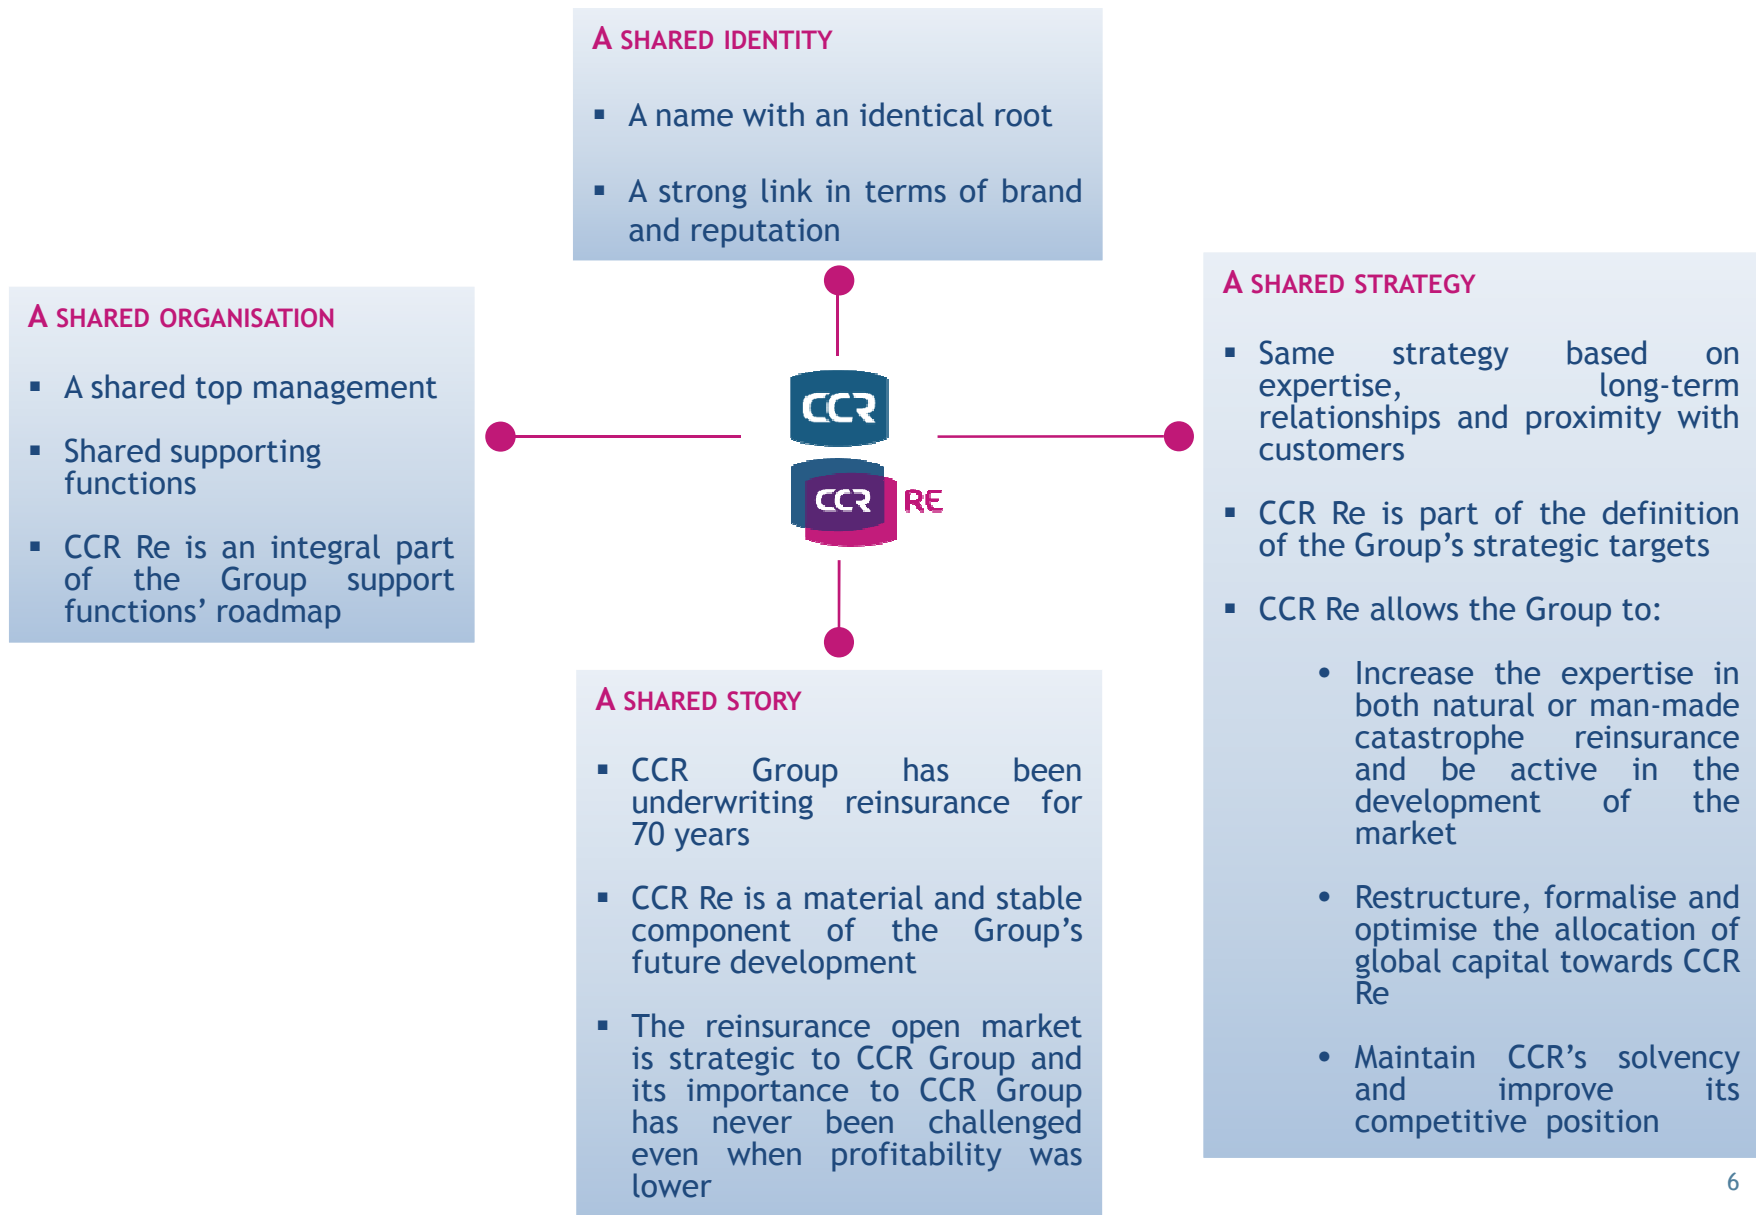 A SHARED IDENTITY
▪ A name with an identical root
▪ A strong link in terms of brand
and reputation
A SHARED ORGANISATION
▪ A shared top management
▪ Shared supporting
functions
▪ CCR Re is an integral part
of the Group support
functions’ roadmap
CCR
CCR RE
A SHARED STRATEGY
▪ Same strategy based on
expertise, long-term
relationships and proximity with
customers
▪ CCR Re is part of the definition
of the Group’s strategic targets
▪ CCR Re allows the Group to:
• Increase the expertise in
both natural or man-made
catastrophe reinsurance
and be active in the
development of the
market
• Restructure, formalise and
optimise the allocation of
global capital towards CCR
Re
• Maintain CCR’s solvency
and improve its
competitive position
A SHARED STORY
▪ CCR Group has been
underwriting reinsurance for
70 years
▪ CCR Re is a material and stable
component of the Group’s
future development
▪ The reinsurance open market
is strategic to CCR Group and
its importance to CCR Group
has never been challenged
even when profitability was
lower
6